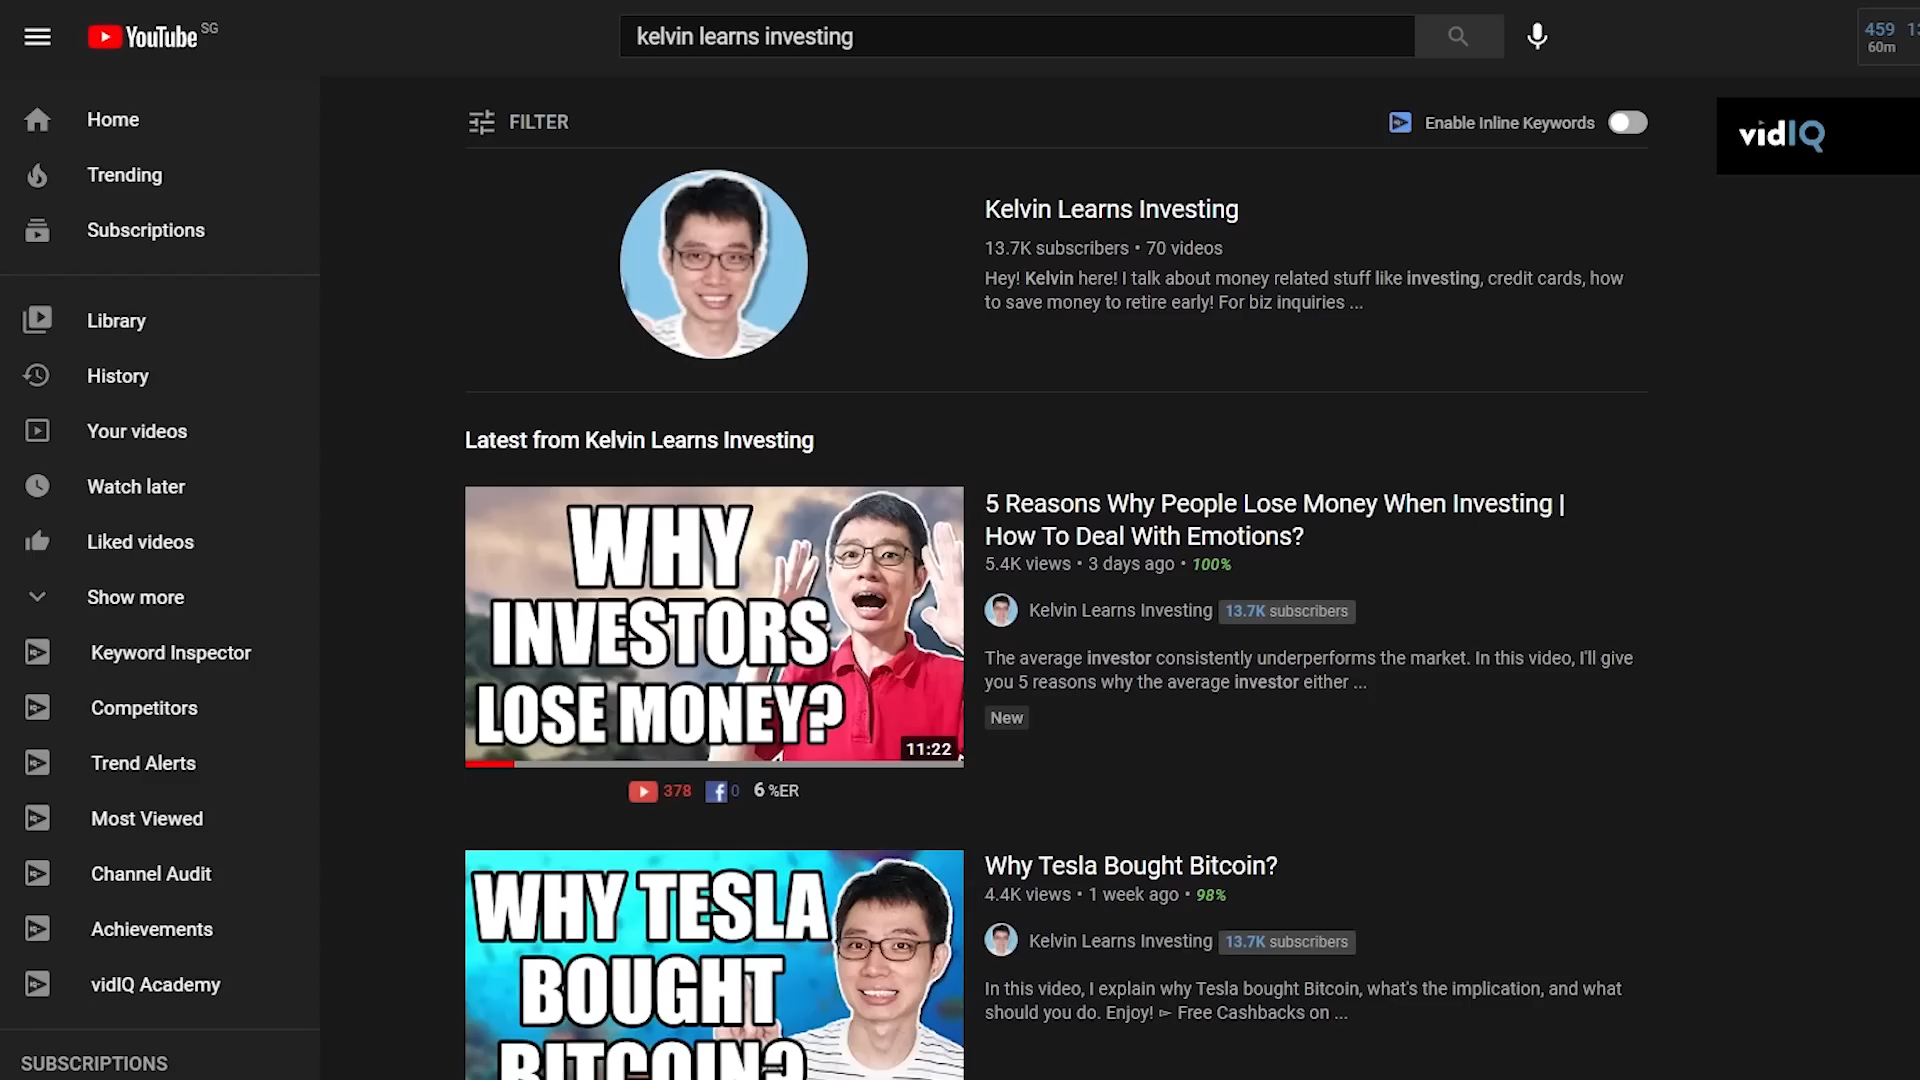 YouTube SG
kelvin learns investing
459
60m
Home
Trending
Subscriptions
Library
History
Your videos
Watch later
Liked videos
Show more
Keyword Inspector
Competitors
Trend Alerts
Most Viewed
Channel Audit
Achievements
vidIQ Academy
SUBSCRIPTIONS
FILTER
Enable Inline Keywords
vidIQ
Kelvin Learns Investing
13.7K subscribers • 70 videos
Hey! Kelvin here! I talk about money related stuff like investing, credit cards, how
to save money to retire early! For biz inquiries ...
Latest from Kelvin Learns Investing
WHY
INVESTORS
LOSE MONEY?
11:22
378 0 6 %ER
5 Reasons Why People Lose Money When Investing |
How To Deal With Emotions?
5.4K views • 3 days ago • 100%
Kelvin Learns Investing 13.7K subscribers
The average investor consistently underperforms the market. In this video, I'll give
you 5 reasons why the average investor either ...
New
WHY TESLA
BOUGHT
BITCOIN?
Why Tesla Bought Bitcoin?
4.4K views • 1 week ago • 98%
Kelvin Learns Investing 13.7K subscribers
In this video, I explain why Tesla bought Bitcoin, what's the implication, and what
should you do. Enjoy! ► Free Cashbacks on ...